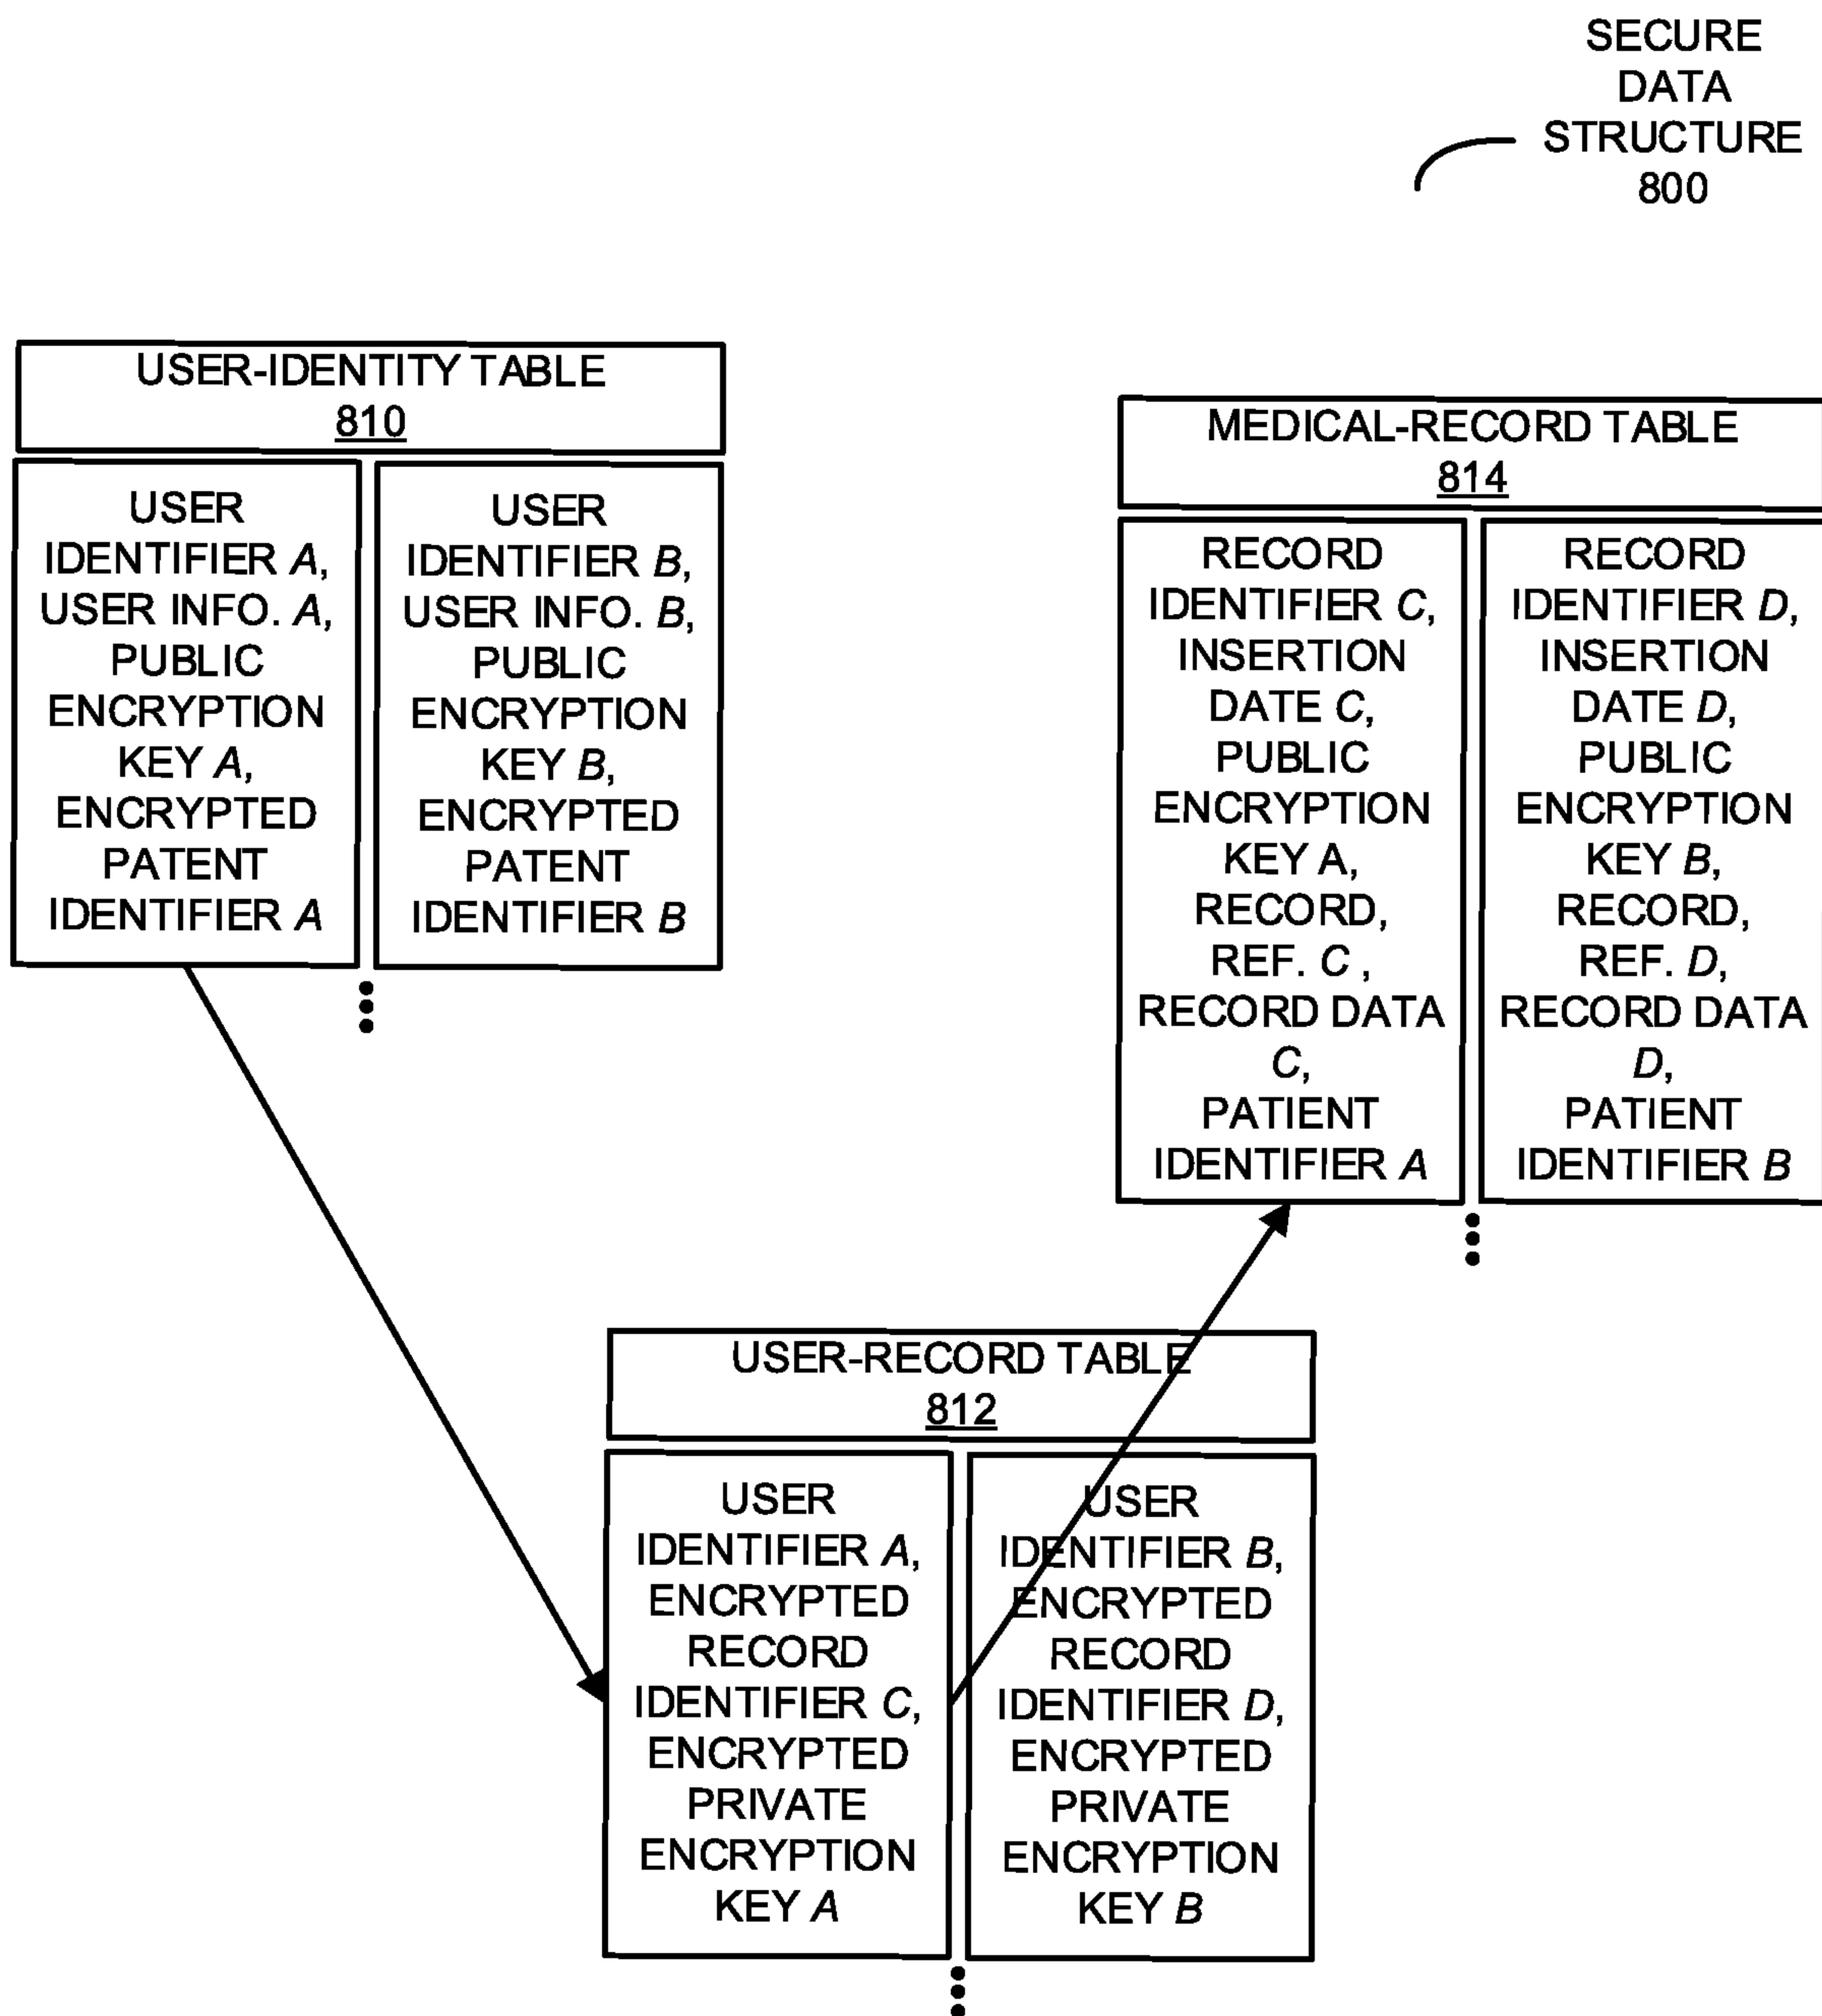 SECURE
DATA
STRUCTURE
800
USER-IDENTITY TABLE
810
USER
IDENTIFIER A,
USER INFO. A,
PUBLIC
ENCRYPTION
KEY A,
ENCRYPTED
PATENT
IDENTIFIER A
USER
IDENTIFIER B,
USER INFO. B,
PUBLIC
ENCRYPTION
KEY B,
ENCRYPTED
PATENT
IDENTIFIER B
MEDICAL-RECORD TABLE
814
RECORD
IDENTIFIER C,
INSERTION
DATE C,
PUBLIC
ENCRYPTION
KEY A,
RECORD,
REF. C ,
RECORD DATA
C,
PATIENT
IDENTIFIER A
RECORD
IDENTIFIER D,
INSERTION
DATE D,
PUBLIC
ENCRYPTION
KEY B,
RECORD,
REF. D,
RECORD DATA
D,
PATIENT
IDENTIFIER B
USER-RECORD TABLE
812
USER
IDENTIFIER A,
ENCRYPTED
RECORD
IDENTIFIER C,
ENCRYPTED
PRIVATE
ENCRYPTION
KEY A
USER
IDENTIFIER B,
ENCRYPTED
RECORD
IDENTIFIER D,
ENCRYPTED
PRIVATE
ENCRYPTION
KEY B